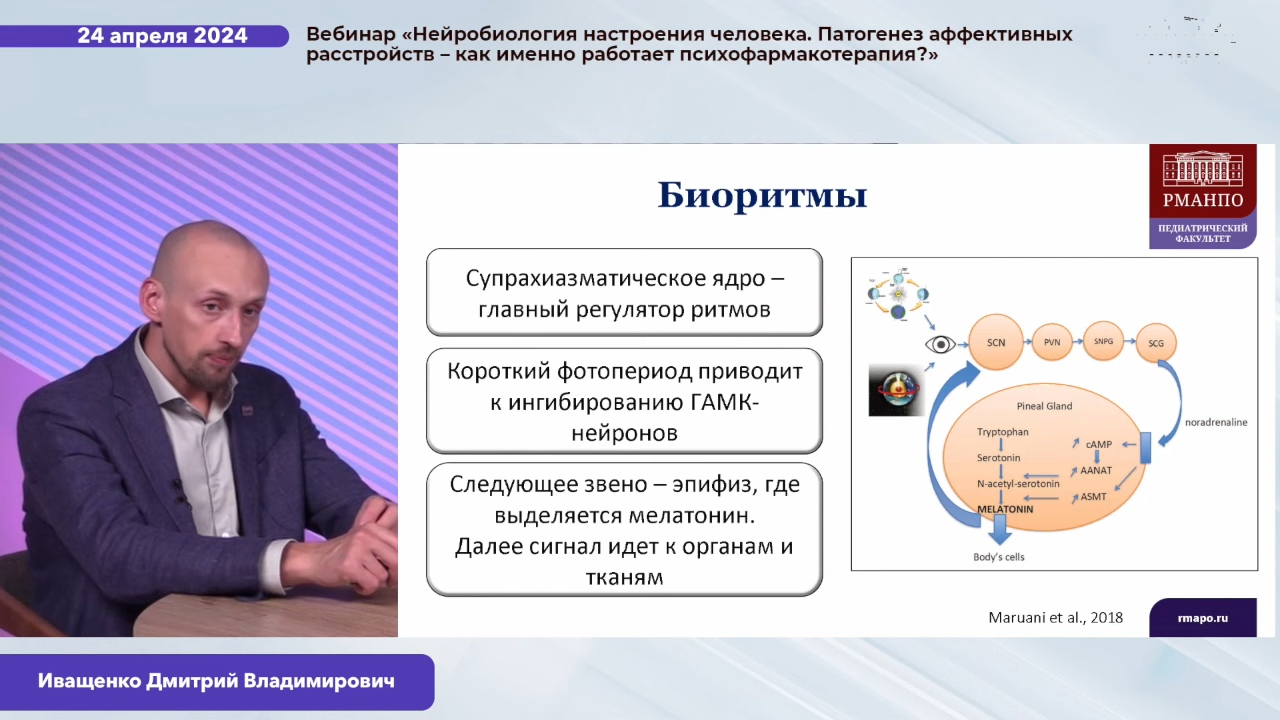 24 апреля 2024
Вебинар «Нейробиология настроения человека. Патогенез аффективных
расстройств – как именно работает психофармакотерапия?»
Биоритмы
РМАНПО
ПЕДИАТРИЧЕСКИЙ
ФАКУЛЬТЕТ
Супрахиазматическое ядро –
главный регулятор ритмов
Короткий фотопериод приводит
к ингибированию ГАМК-
нейронов
Следующее звено – эпифиз, где
выделяется мелатонин.
Далее сигнал идет к органам и
тканям
SCN
PVN
SNPG
SCG
Pineal Gland
noradrenaline
Tryptophan
cAMP
Serotonin
AANAT
N-acetyl-serotonin
ASMT
MELATONIN
Body's cells
Maruani et al., 2018
rmapo.ru
Иващенко Дмитрий Владимирович